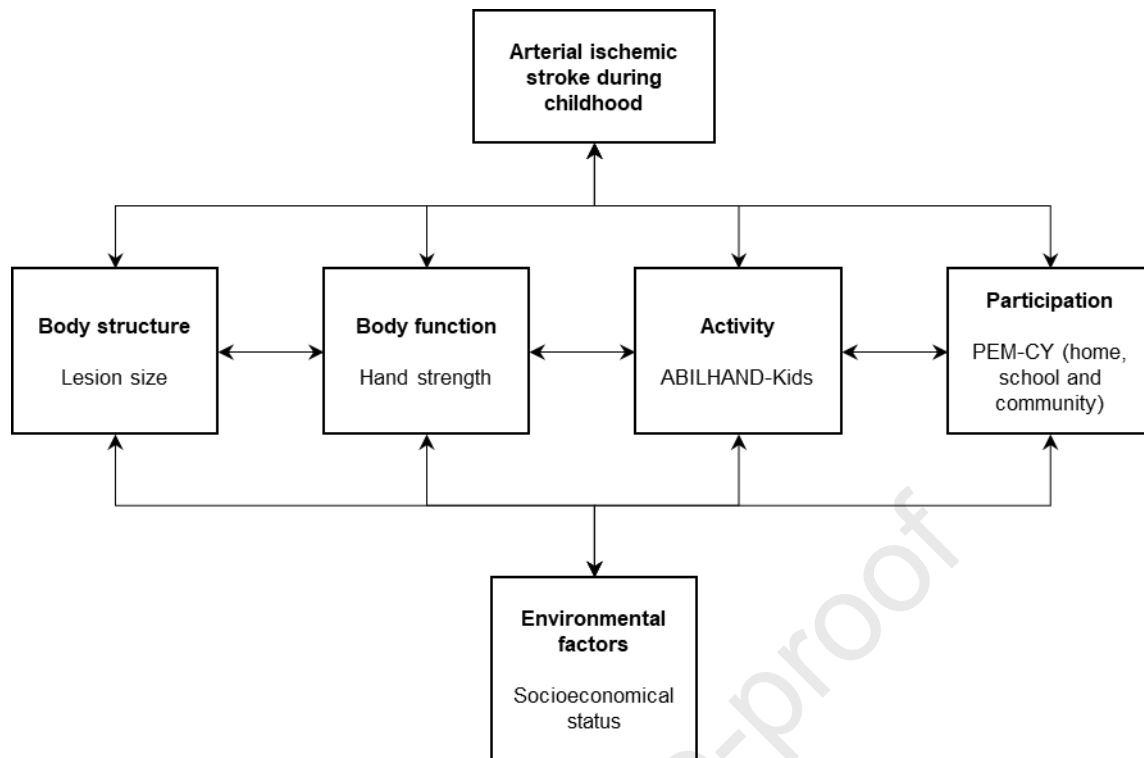 Arterial ischemic
stroke during
childhood
Body structure
Lesion size
Body function
Hand strength
Activity
ABILHAND-Kids
Participation
PEM-CY (home,
school and
community)
Environmental
factors
Socioeconomical
status
-proof